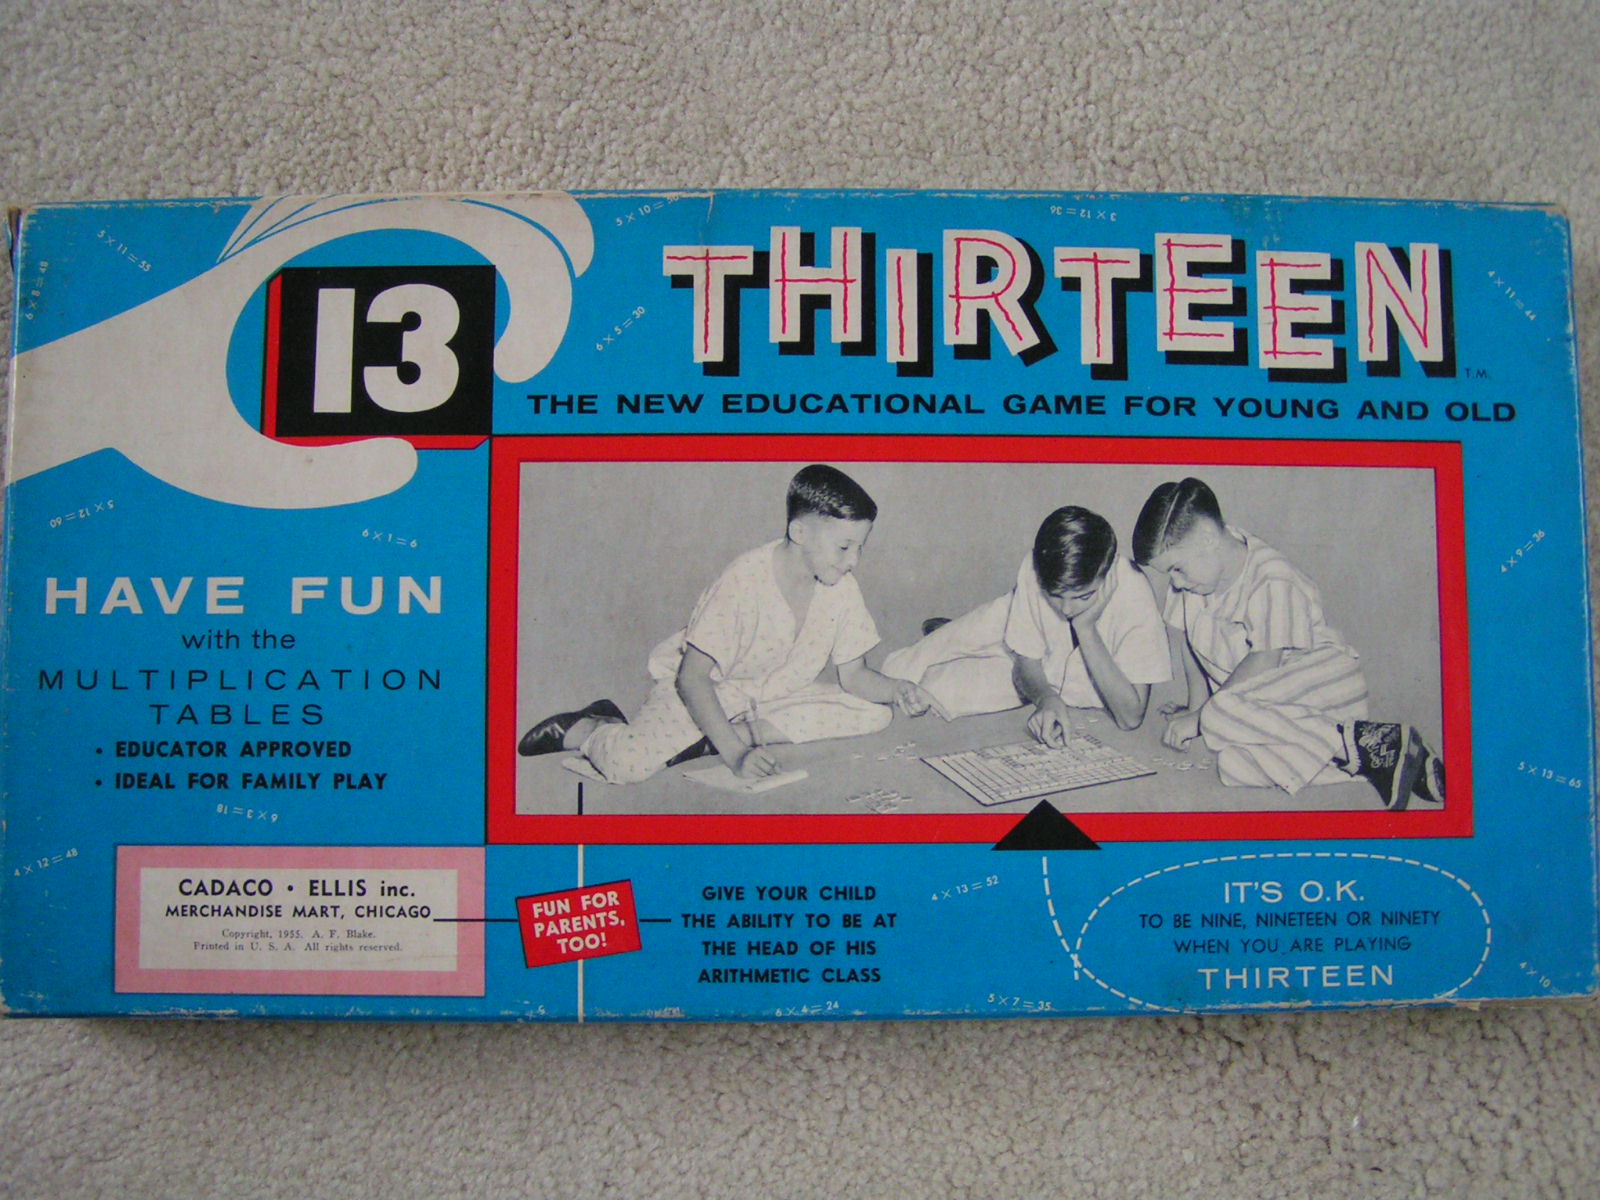 5 X 10 = 50
3 X 12 = 36
5 X 11 = 55
6 X 8 = 48
4 X 11 = 44
6 X 5 = 30
13
THIRTEEN
T.M.
THE NEW EDUCATIONAL GAME FOR YOUNG AND OLD
5 X 12 = 60
6 X 1 = 6
4 X 9 = 36
HAVE FUN
with the
MULTIPLICATION
TABLES
• EDUCATOR APPROVED
• IDEAL FOR FAMILY PLAY
6 X 3 = 18
5 X 13 = 65
4 X 12 = 48
CADACO • ELLIS inc.
MERCHANDISE MART, CHICAGO
Copyright, 1955. A. F. Blake.
Printed in U. S. A. All rights reserved.
FUN FOR
PARENTS,
TOO!
GIVE YOUR CHILD
THE ABILITY TO BE AT
THE HEAD OF HIS
ARITHMETIC CLASS
4 X 13 = 52
IT'S O.K.
TO BE NINE, NINETEEN OR NINETY
WHEN YOU ARE PLAYING
THIRTEEN
4 X 10 =
5 X 7 = 35
6 X 4 = 24